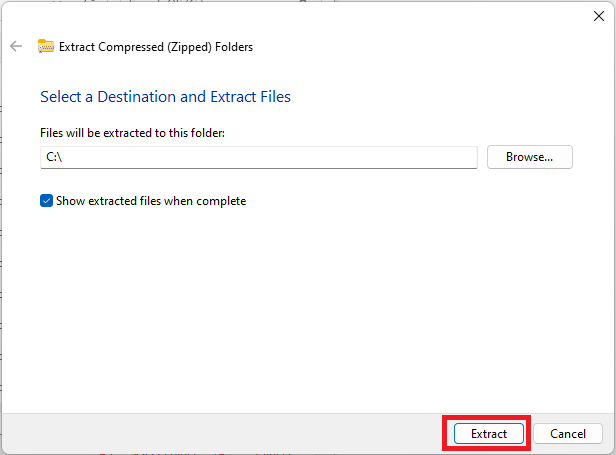 Extract Compressed (Zipped) Folders
Select a Destination and Extract Files
Files will be extracted to this folder:
C:\
Browse...
Show extracted files when complete
Extract
Cancel